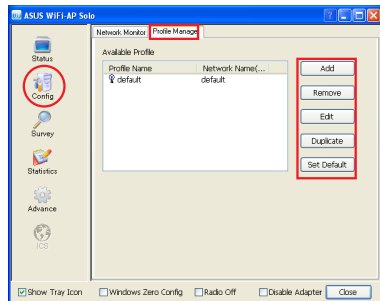 ASUS WiFi-AP Solo
Network Monitor Profile Manage
Available Profile
Profile Name Network Name(...
default default
Add
Remove
Edit
Duplicate
Set Default
Status
Config
Survey
Statistics
Advance
ICS
Show Tray Icon Windows Zero Config Radio Off Disable Adapter Close